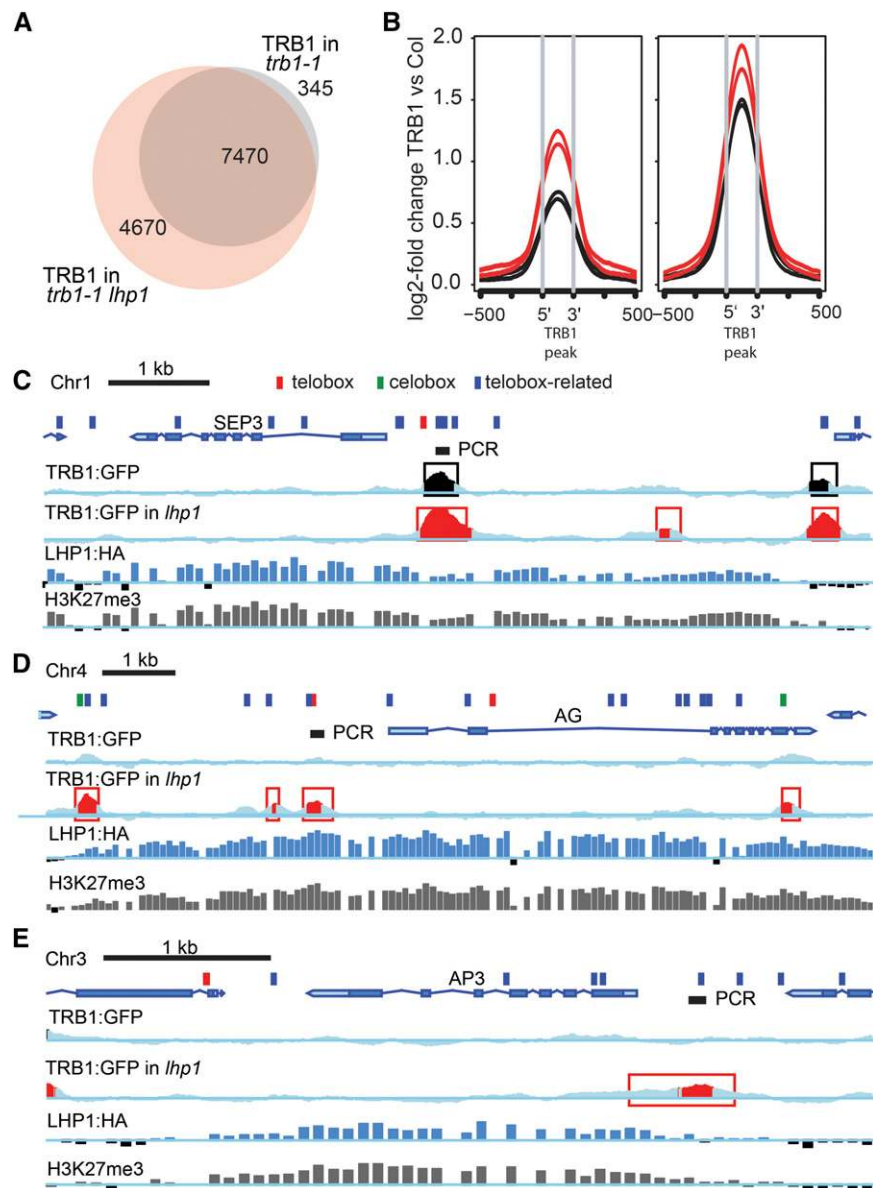 A
TRB1 in
trb1-1
345
7470
4670
TRB1 in
trb1-1 lhp1
B
log2-fold change TRB1 vs Col
2.0
1.5
1.0
0.5
0.0
−500 5' 3' 500
TRB1
peak
−500 5' 3' 500
TRB1
peak
C
Chr1 1 kb telobox celobox telobox-related
SEP3
PCR
TRB1:GFP
TRB1:GFP in lhp1
LHP1:HA
H3K27me3
D
Chr4 1 kb
PCR AG
TRB1:GFP
TRB1:GFP in lhp1
LHP1:HA
H3K27me3
E
Chr3 1 kb
AP3
PCR
TRB1:GFP
TRB1:GFP in lhp1
LHP1:HA
H3K27me3